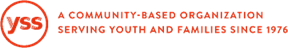 yss
A COMMUNITY-BASED ORGANIZATION
SERVING YOUTH AND FAMILIES SINCE 1976